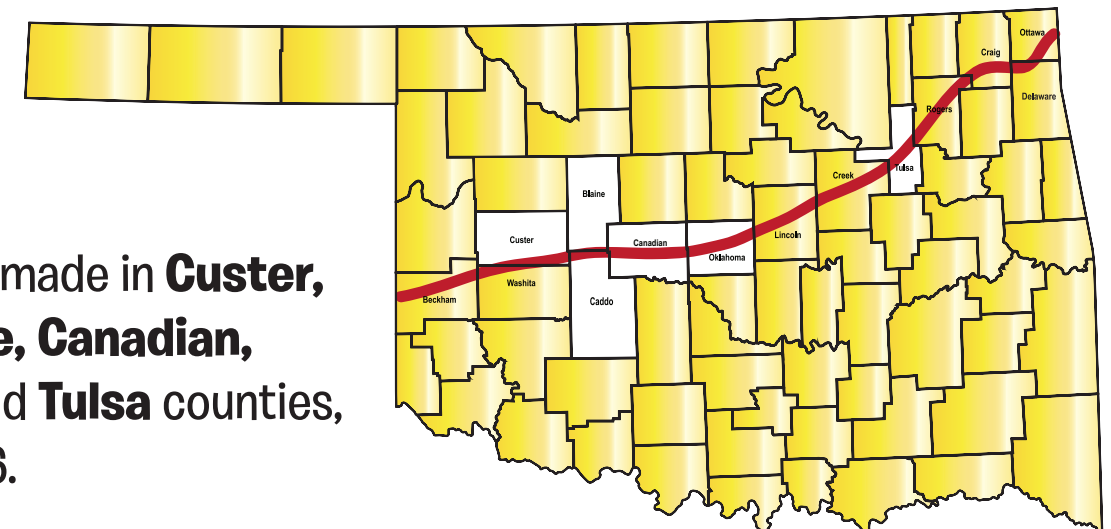 made in Custer,
e, Canadian,
d Tulsa counties,
6.
Ottawa
Craig
Delaware
Rogers
Tulsa
Creek
Blaine
Lincoln
Custer
Canadian
Oklahoma
Washita
Beckham
Caddo